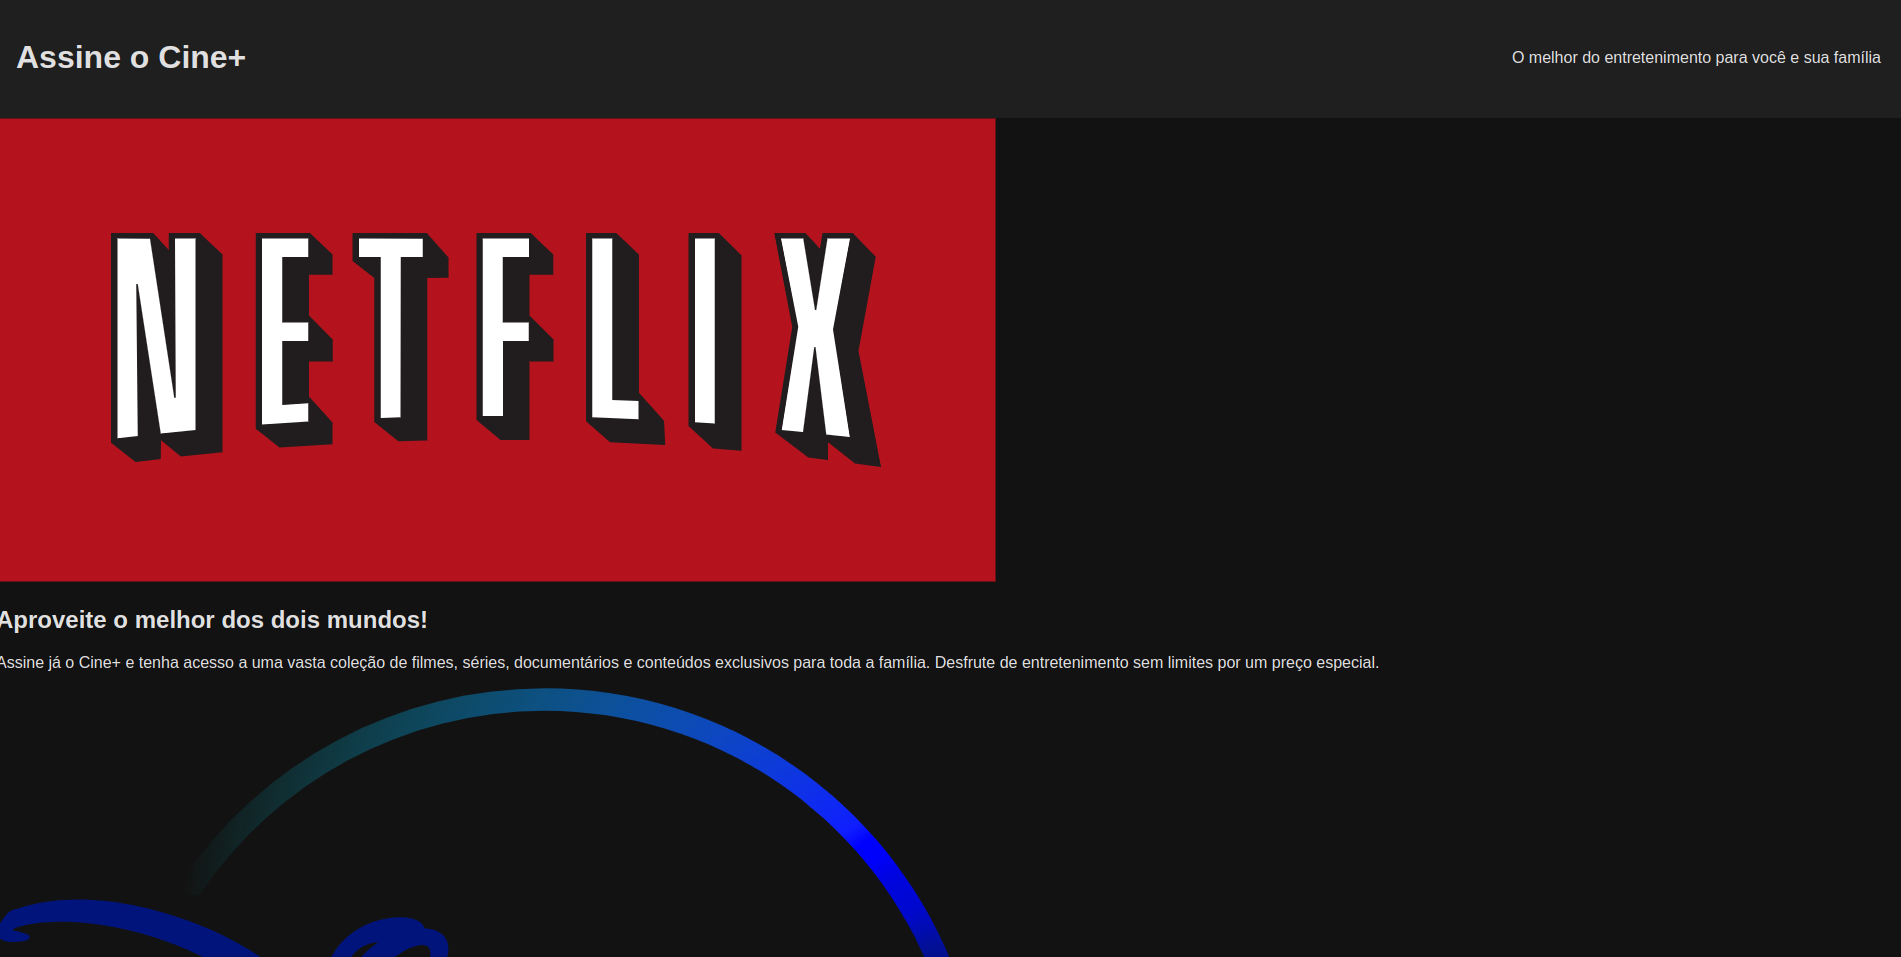 Assine o Cine+
O melhor do entretenimento para você e sua família
NETFLIX
Aproveite o melhor dos dois mundos!
Assine já o Cine+ e tenha acesso a uma vasta coleção de filmes, séries, documentários e conteúdos exclusivos para toda a família. Desfrute de entretenimento sem limites por um preço especial.